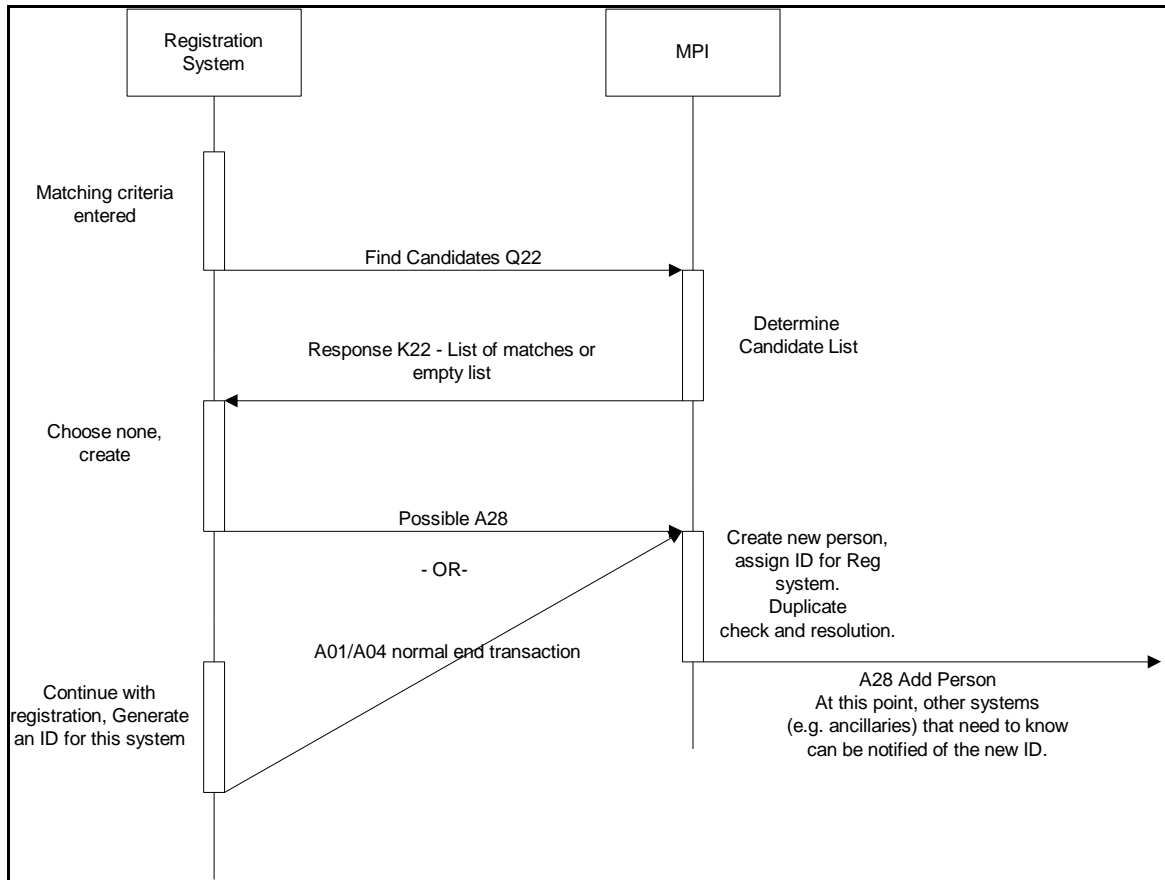 Registration
System
MPI
Matching criteria
entered
Find Candidates Q22
Determine
Candidate List
Response K22 - List of matches or
empty list
Choose none,
create
Possible A28
Create new person,
assign ID for Reg
system.
Duplicate
check and resolution.
- OR-
A01/A04 normal end transaction
Continue with
registration, Generate
an ID for this system
A28 Add Person
At this point, other systems
(e.g. ancillaries) that need to know
can be notified of the new ID.